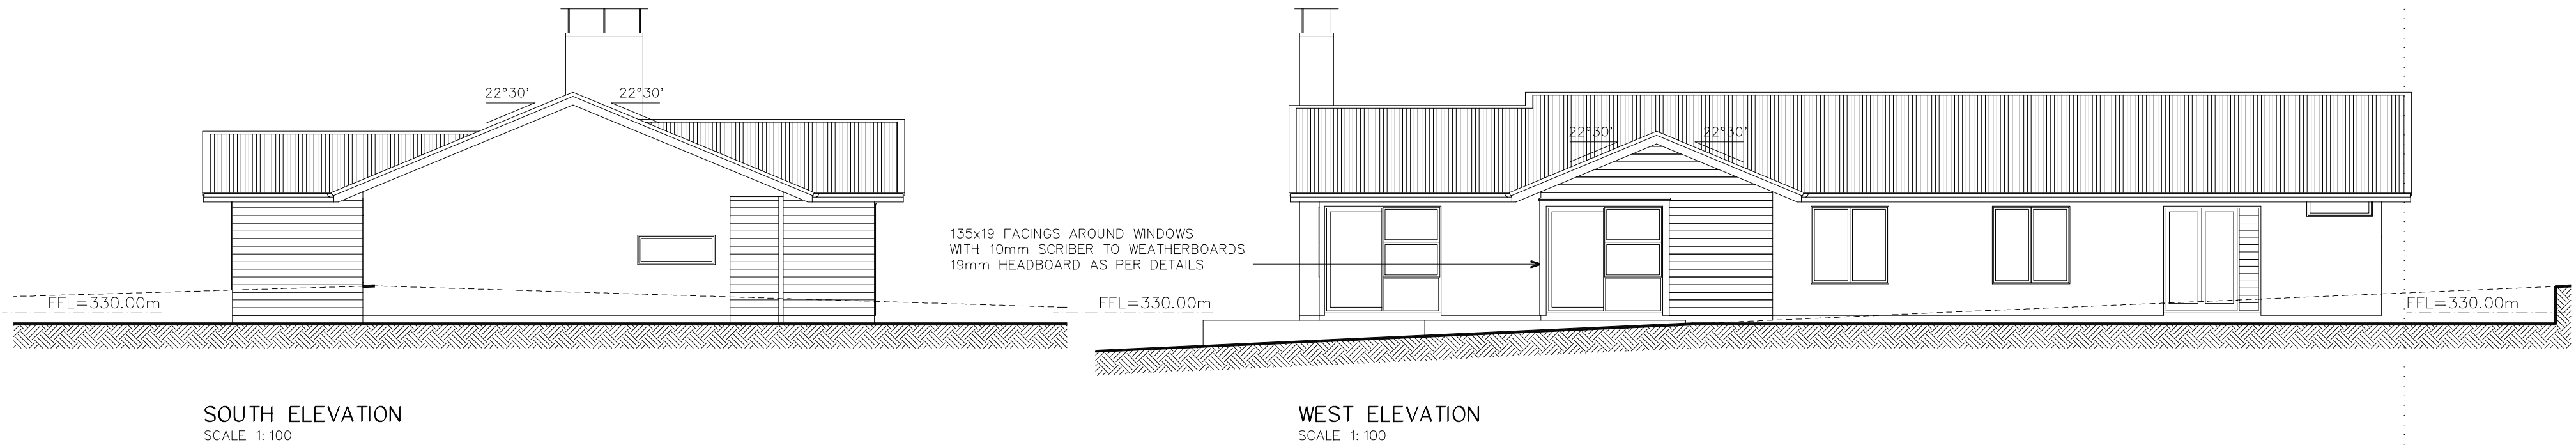 22°30' 22°30'
FFL=330.00m
SOUTH ELEVATION
SCALE 1:100
22°30' 22°30'
135x19 FACINGS AROUND WINDOWS
WITH 10mm SCRIBER TO WEATHERBOARDS
19mm HEADBOARD AS PER DETAILS
FFL=330.00m
FFL=330.00m
WEST ELEVATION
SCALE 1:100